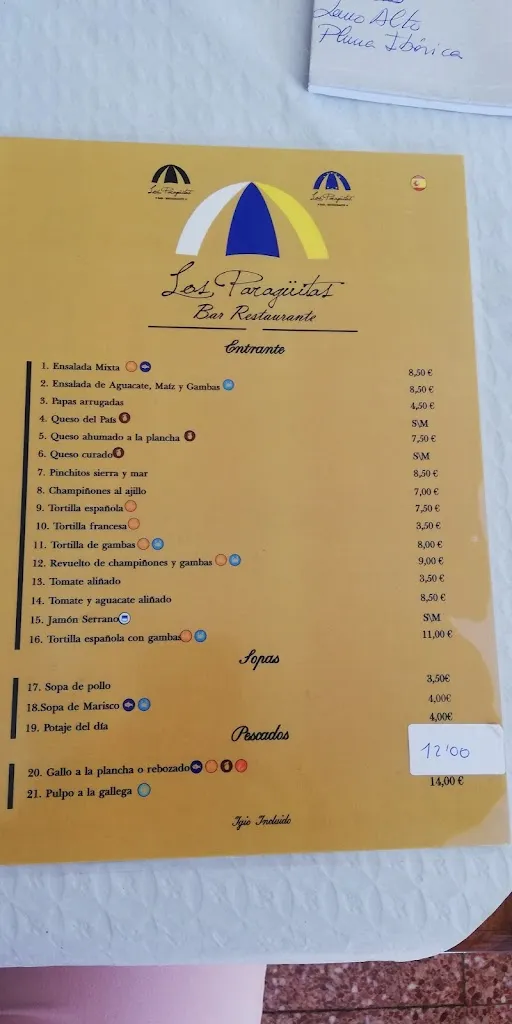 Lomo Alto
Pluma Ibérica
Los Paragüitas
Los Paragüitas
Los Paragüitas
Bar Restaurante
Entrante
1. Ensalada Mixta 8,50 €
2. Ensalada de Aguacate, Maíz y Gambas 8,50 €
3. Papas arrugadas 4,50 €
4. Queso del País S\M
5. Queso ahumado a la plancha 7,50 €
6. Queso curado S\M
7. Pinchitos sierra y mar 8,50 €
8. Champiñones al ajillo 7,00 €
9. Tortilla española 7,50 €
10. Tortilla francesa 3,50 €
11. Tortilla de gambas 8,00 €
12. Revuelto de champiñones y gambas 9,00 €
13. Tomate aliñado 3,50 €
14. Tomate y aguacate aliñado 8,50 €
15. Jamón Serrano S\M
16. Tortilla española con gambas 11,00 €
Sopas
17. Sopa de pollo 3,50€
18.Sopa de Marisco 4,00€
19. Potaje del día 4,00€
Pescados
20. Gallo a la plancha o rebozado 12'00
21. Pulpo a la gallega 14,00 €
Igic Incluido